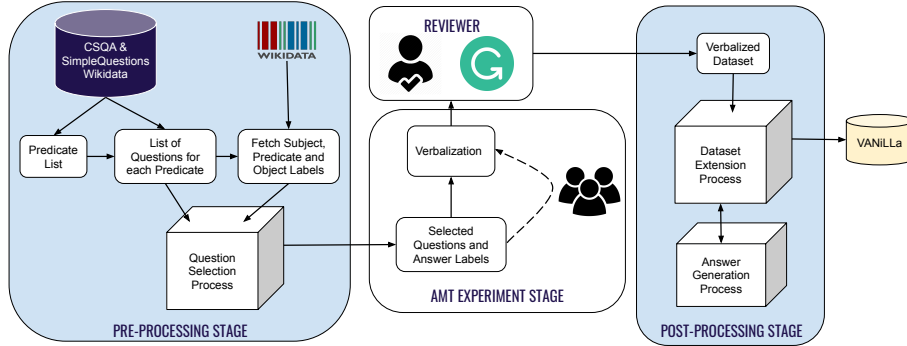 CSQA &
SimpleQuestions
Wikidata
WIKIDATA
Predicate
List
List of
Questions for
each Predicate
Fetch Subject,
Predicate and
Object Labels
Question
Selection
Process
PRE-PROCESSING STAGE
REVIEWER
G
Verbalization
Selected
Questions and
Answer Labels
AMT EXPERIMENT STAGE
Verbalized
Dataset
Dataset
Extension
Process
Answer
Generation
Process
POST-PROCESSING STAGE
VANiLLa